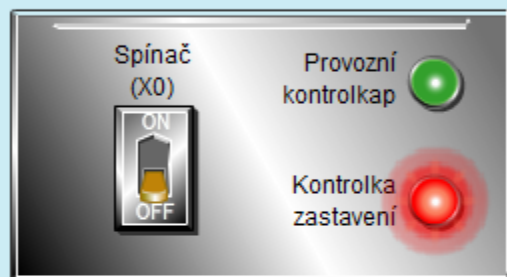 Spínač
(X0)
ON
OFF
Provozní
kontrolkap
Kontrolka
zastavení